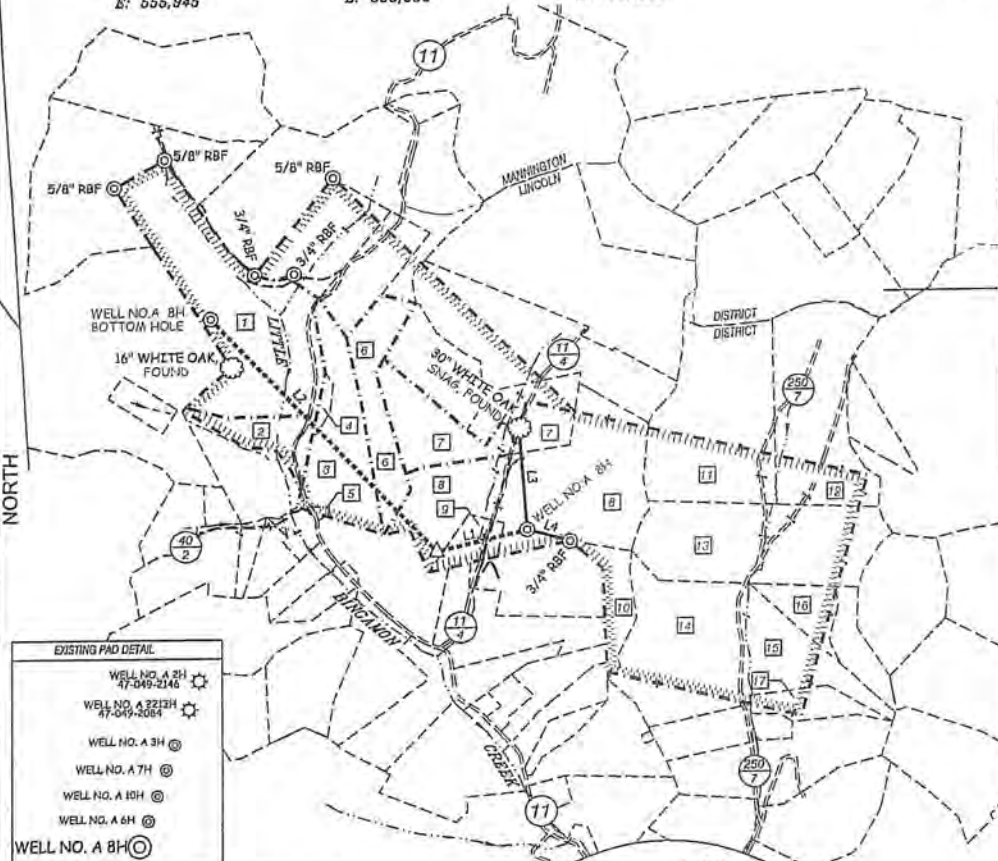 E: 555,945
11
5/8" RBF
5/8" RBF
5/8" RBF
MANNINGTON
LINCOLN
3/4" RBF
3/4" RBF
WELL NO.A 8H
BOTTOM HOLE
1
LITTLE
16" WHITE OAK
FOUND
L2
6
30" WHITE OAK
SNAG, FOUND
11
4
DISTRICT
DISTRICT
250
7
2
4
3
6
7
7
11
12
5
8
9
L3
WELL NO.A 8H
8
13
L4
3/4" RBF
NORTH
40
2
BINGAMON
11
4
10
14
16
15
17
CREEK
250
7
11
EXISTING PAD DETAIL
WELL NO. A 2H
47-049-2146
WELL NO. A 2212H
47-049-2084
WELL NO. A 3H
WELL NO. A 7H
WELL NO. A 10H
WELL NO. A 6H
WELL NO. A 8H